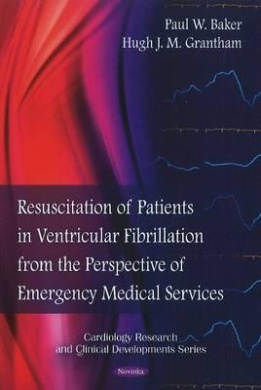 Paul W. Baker
Hugh J. M. Grantham
Resuscitation of Patients
in Ventricular Fibrillation
from the Perspective of
Emergency Medical Services
Cardiology Research
and Clinical Developments Series
Novinka